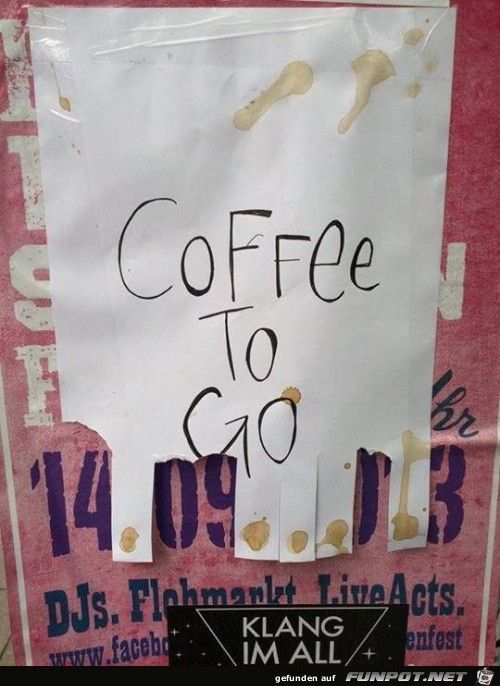 Coffee
To
Go
Uhr
14 09 13
DJs. Flohmarkt. LiveActs.
www.facebo enfest
KLANG
IM ALL
gefunden auf FUNPOT.NET